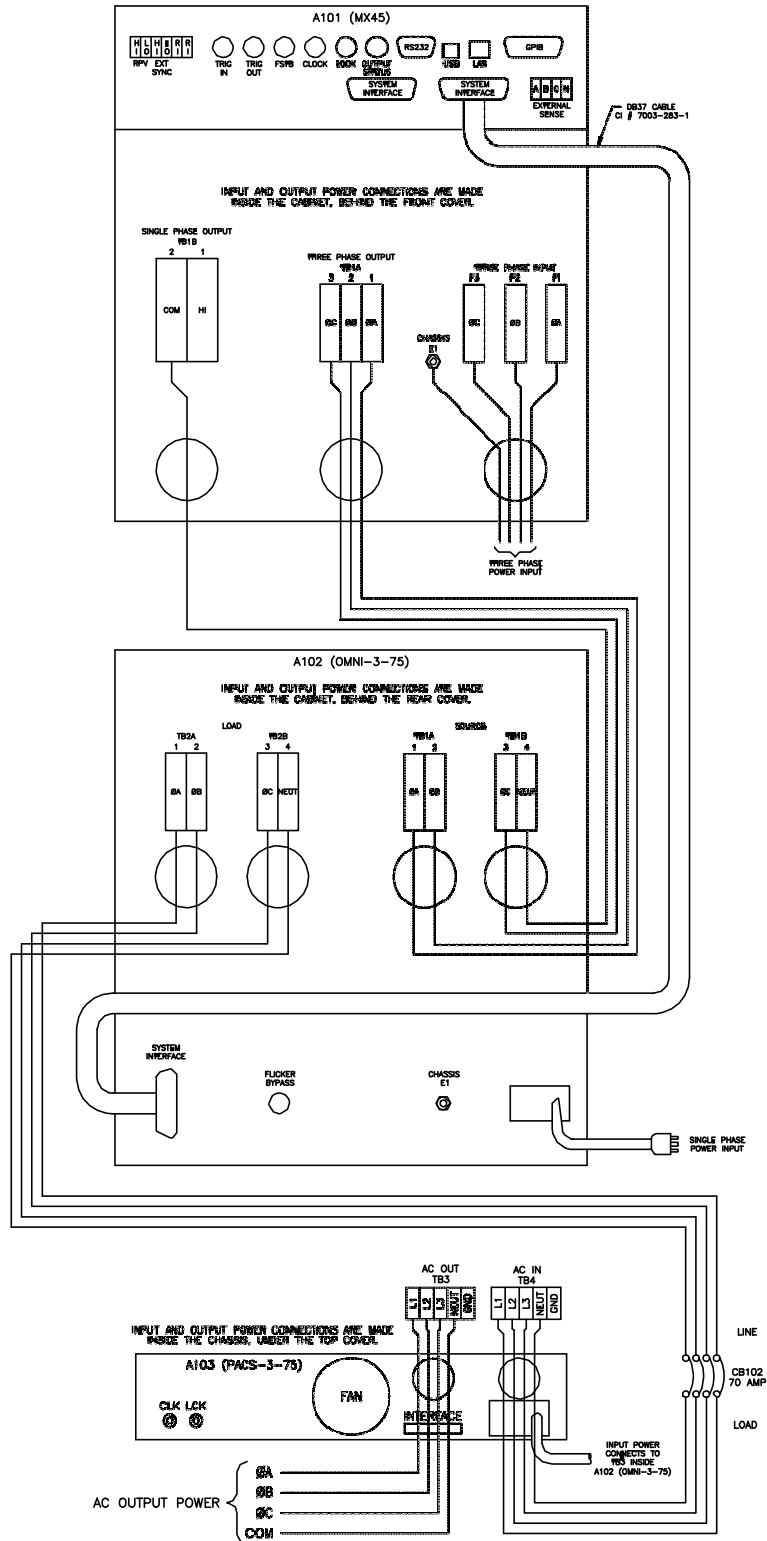 A101 (MX45)
H L H L R R
I O I O I I
RPV EXT
SYNC
TRIG
IN
TRIG
OUT
FSTB
CLOCK
LOCK
OUTPUT
STATUS
RS232
USB
LAN
GPIB
SYSTEM
INTERFACE
SYSTEM
INTERFACE
A B C N
EXTERNAL
SENSE
DB37 CABLE
CI # 7003-283-1
INPUT AND OUTPUT POWER CONNECTIONS ARE MADE
INSIDE THE CABINET, BEHIND THE FRONT COVER.
SINGLE PHASE OUTPUT
TB1B
2 1
COM HI
THREE PHASE OUTPUT
TB1A
3 2 1
ØC ØB ØA
CHASSIS
E1
THREE PHASE INPUT
F3 F2 F1
ØC ØB ØA
THREE PHASE
POWER INPUT
A102 (OMNI-3-75)
INPUT AND OUTPUT POWER CONNECTIONS ARE MADE
INSIDE THE CABINET, BEHIND THE REAR COVER.
LOAD
TB2A
1 2
ØA ØB
TB2B
3 4
ØC NEUT
SOURCE
TB1A
1 2
ØA ØB
TB1B
3 4
ØC NEUT
SYSTEM
INTERFACE
FLICKER
BYPASS
CHASSIS
E1
SINGLE PHASE
POWER INPUT
AC OUT
TB3
L1 L2 L3 NEUT GND
AC IN
TB4
L1 L2 L3 NEUT GND
INPUT AND OUTPUT POWER CONNECTIONS ARE MADE
INSIDE THE CHASSIS, UNDER THE TOP COVER.
A103 (PACS-3-75)
CLK LCK
FAN
INTERFACE
LINE
CB102
70 AMP
LOAD
INPUT POWER
CONNECTS TO
TB3 INSIDE
A102 (OMNI-3-75)
AC OUTPUT POWER
ØA
ØB
ØC
COM